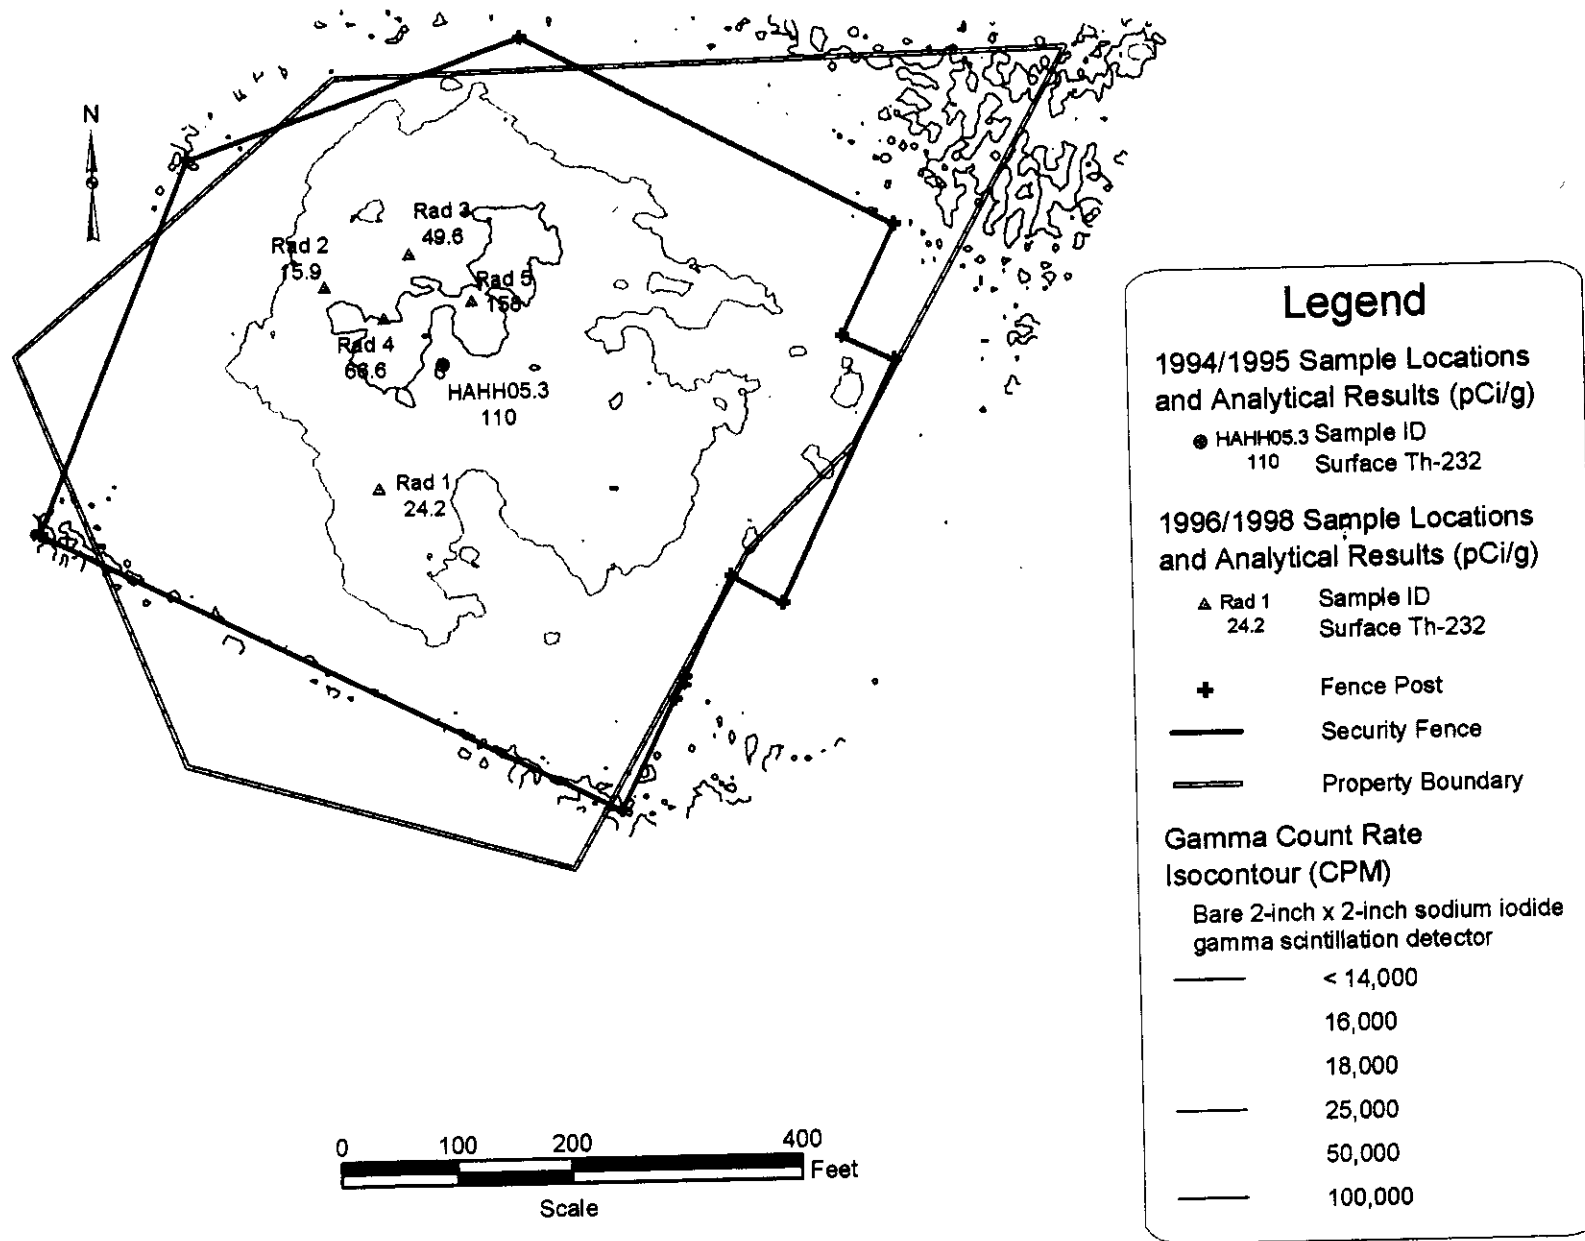 N
Rad 3
49.6
Rad 2
15.9
Rad 5
158
Rad 4
66.6
HAHH05.3
110
Rad 1
24.2
Legend
1994/1995 Sample Locations
and Analytical Results (pCi/g)
HAHH05.3 Sample ID
110 Surface Th-232
1996/1998 Sample Locations
and Analytical Results (pCi/g)
Rad 1 Sample ID
24.2 Surface Th-232
Fence Post
Security Fence
Property Boundary
Gamma Count Rate
Isocontour (CPM)
Bare 2-inch x 2-inch sodium iodide
gamma scintillation detector
< 14,000
16,000
18,000
25,000
50,000
100,000
0 100 200 400
Feet
Scale